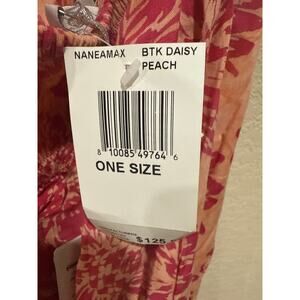 NANEAMAX BTK DAISY
PEACH
8 10085 49764 6
ONE SIZE
$125.